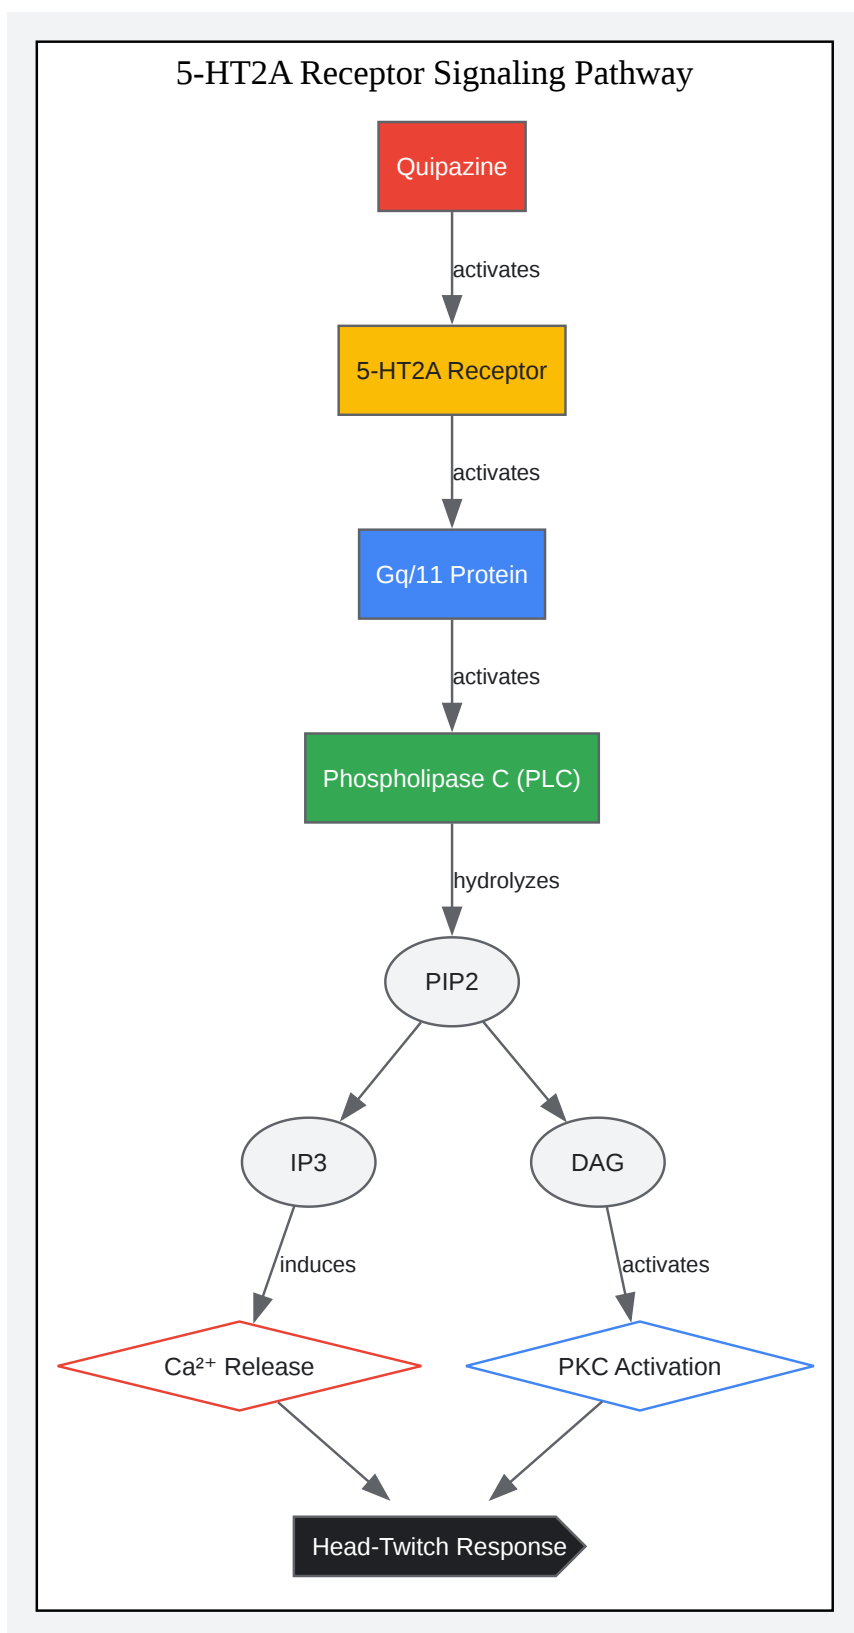 5-HT2A Receptor Signaling Pathway
Quipazine
activates
5-HT2A Receptor
activates
Gq/11 Protein
activates
Phospholipase C (PLC)
hydrolyzes
PIP2
IP3
DAG
induces
activates
Ca²⁺ Release
PKC Activation
Head-Twitch Response